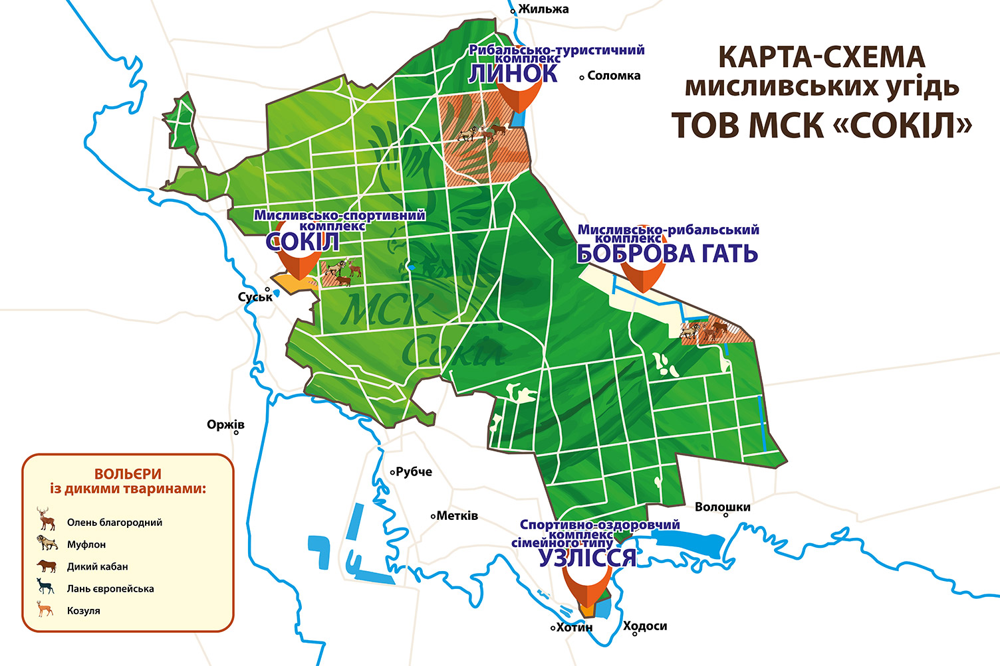 Жильжа
Рибальсько-туристичний
комплекс
ЛИНОК
Соломка
КАРТА-СХЕМА
мисливських угідь
ТОВ МСК «СОКІЛ»
Мисливсько-спортивний
комплекс
СОКІЛ
Мисливсько-рибальський
комплекс
БОБРОВА ГАТЬ
Суськ
МСК
Сокіл
Оржів
Рубче
Метків
Волошки
Спортивно-оздоровчий
комплекс
сімейного типу
УЗЛІССЯ
Хотин
Ходоси
ВОЛЬЄРИ
із дикими тваринами:
Олень благородний
Муфлон
Дикий кабан
Лань європейська
Козуля